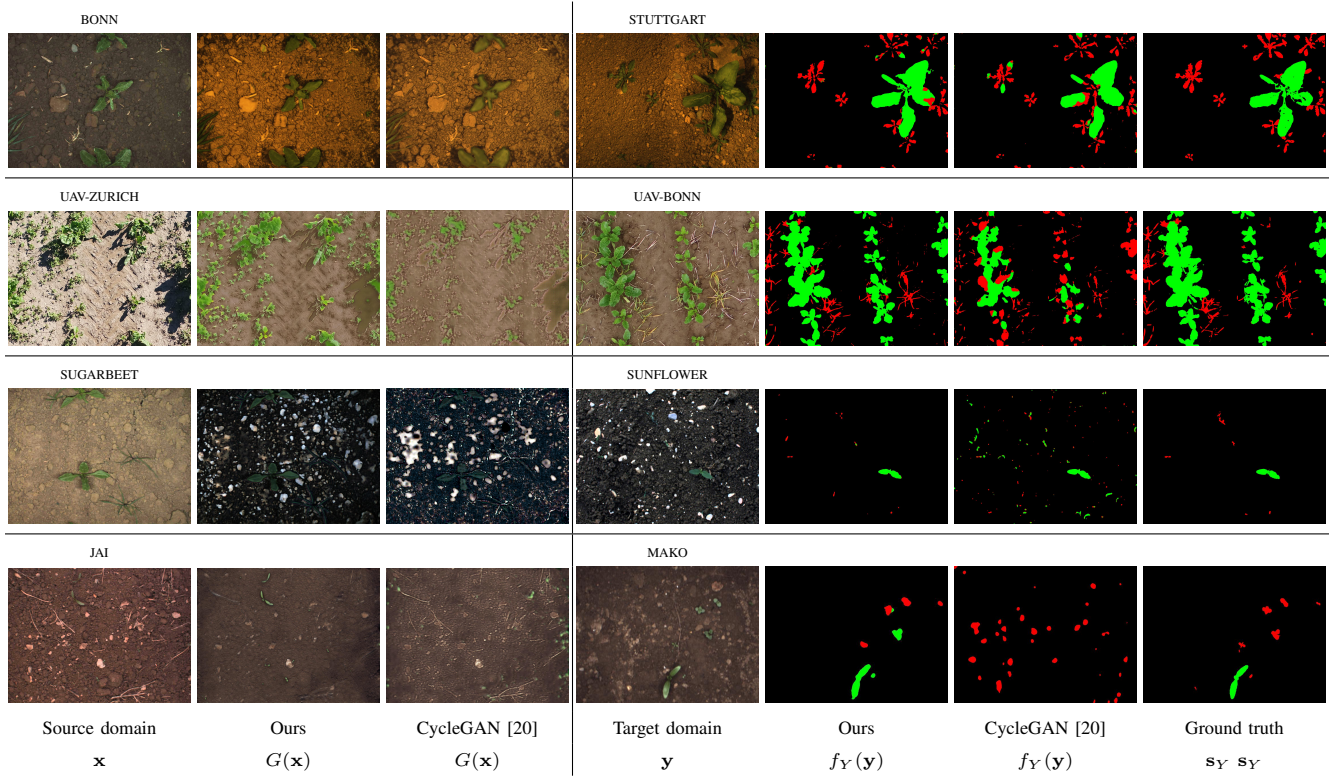 BONN
STUTTGART
UAV-ZURICH
UAV-BONN
SUGARBEET
SUNFLOWER
JAI
MAKO
Source domain
Ours
CycleGAN [20]
Target domain
Ours
CycleGAN [20]
Ground truth
x
G(x)
G(x)
y
f_Y(y)
f_Y(y)
s_Y s_Y